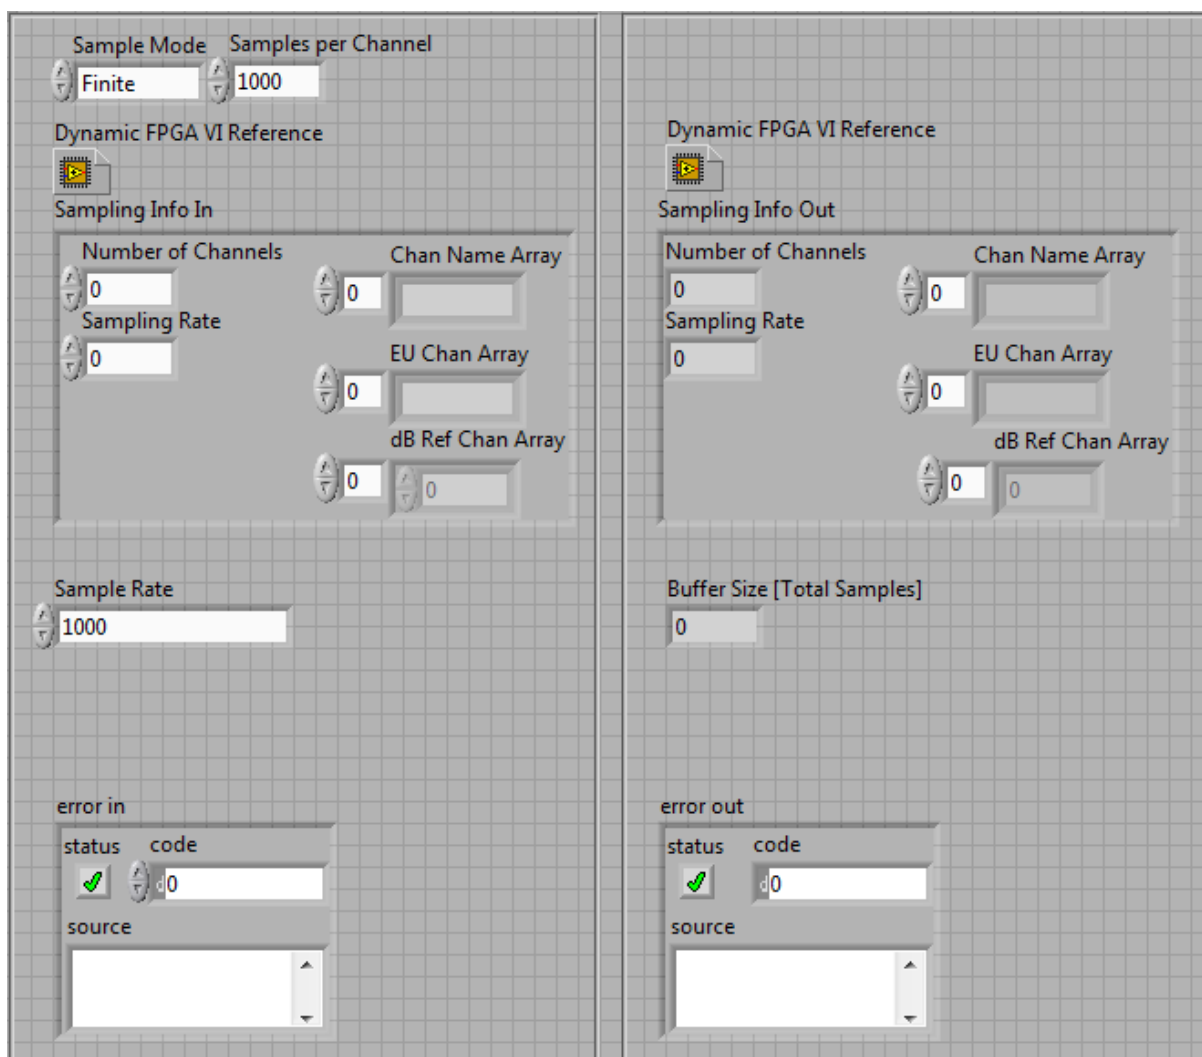 Sample Mode Samples per Channel
Finite 1000
Dynamic FPGA VI Reference
Sampling Info In
Number of Channels Chan Name Array
0 0
Sampling Rate
0
EU Chan Array
0
dB Ref Chan Array
0 0
Sample Rate
1000
error in
status code
d0
source
Dynamic FPGA VI Reference
Sampling Info Out
Number of Channels Chan Name Array
0 0
Sampling Rate
0
EU Chan Array
0
dB Ref Chan Array
0 0
Buffer Size [Total Samples]
0
error out
status code
d0
source